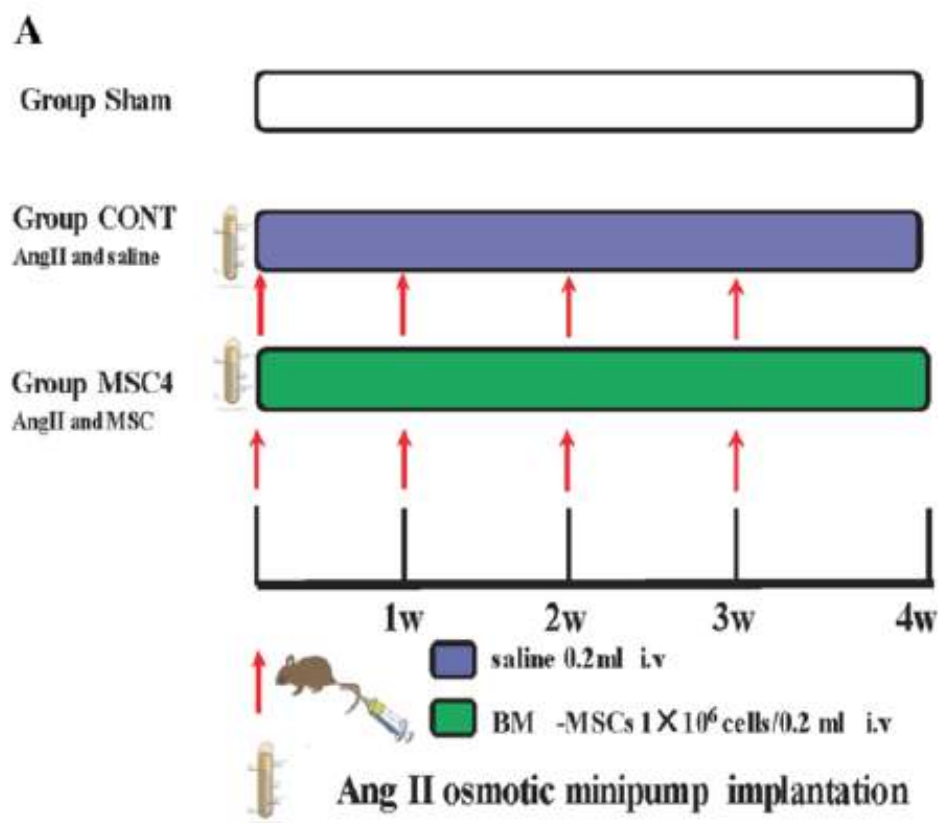 A
Group Sham
Group CONT
AngII and saline
Group MSC4
AngII and MSC
1w 2w 3w 4w
saline 0.2ml i.v
BM -MSCs 1×10⁶ cells/0.2 ml i.v
Ang II osmotic minipump implantation